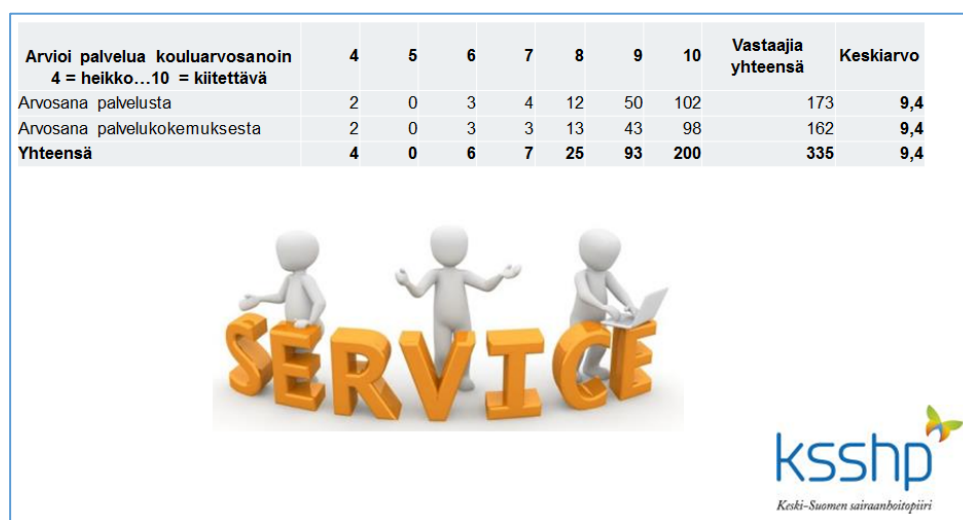 Arvioi palvelua kouluarvosanoin
4 = heikko...10 = kiitettävä 4 5 6 7 8 9 10 Vastaajia yhteensä Keskiarvo
Arvosana palvelusta 2 0 3 4 12 50 102 173 9,4
Arvosana palvelukokemuksesta 2 0 3 3 13 43 98 162 9,4
Yhteensä 4 0 6 7 25 93 200 335 9,4
SERVICE
ksshp
Keski-Suomen sairaanhoitopiiri